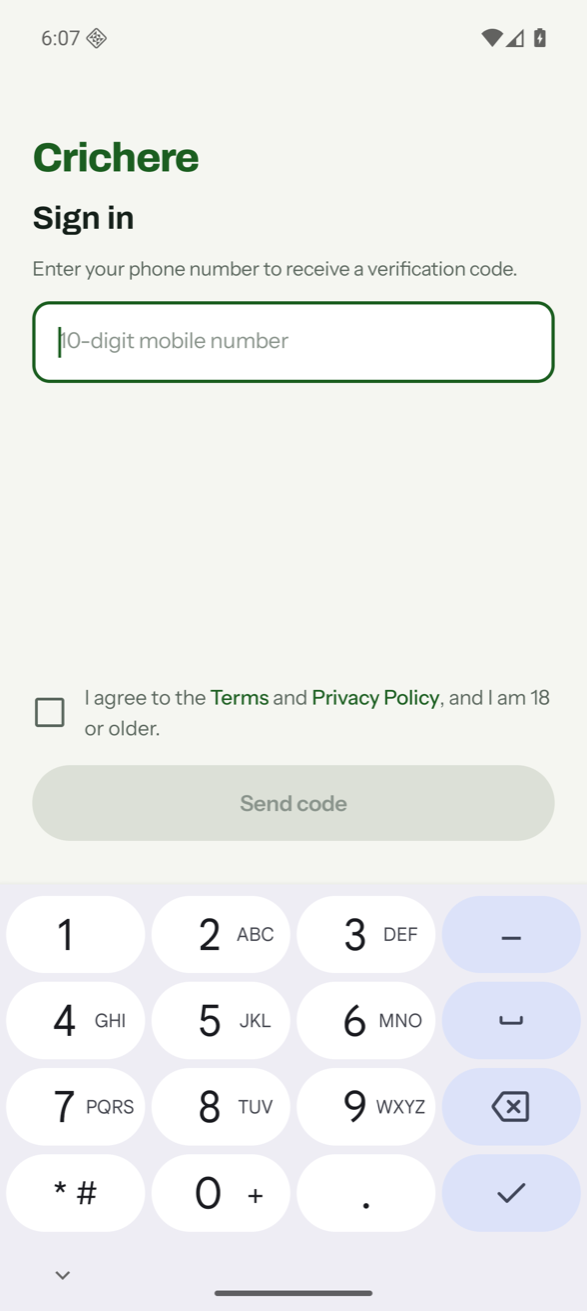 6:07
Crichere
Sign in
Enter your phone number to receive a verification code.
10-digit mobile number
I agree to the Terms and Privacy Policy, and I am 18
or older.
Send code
1 2 ABC 3 DEF –
4 GHI 5 JKL 6 MNO
7 PQRS 8 TUV 9 WXYZ
* # 0 + .